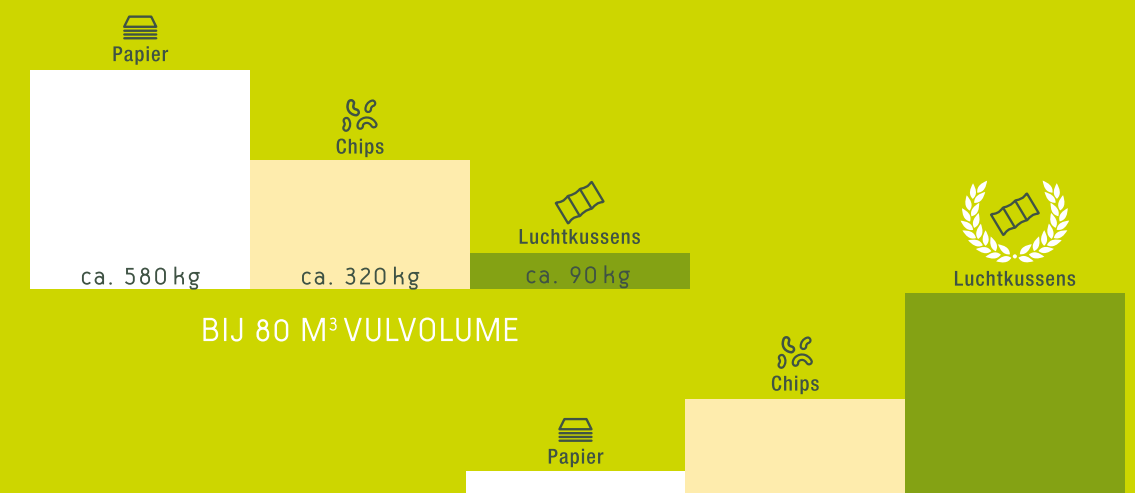 Papier
Chips
Luchtkussens
ca. 580 kg
ca. 320 kg
ca. 90 kg
BIJ 80 M³ VULVOLUME
Luchtkussens
Chips
Papier